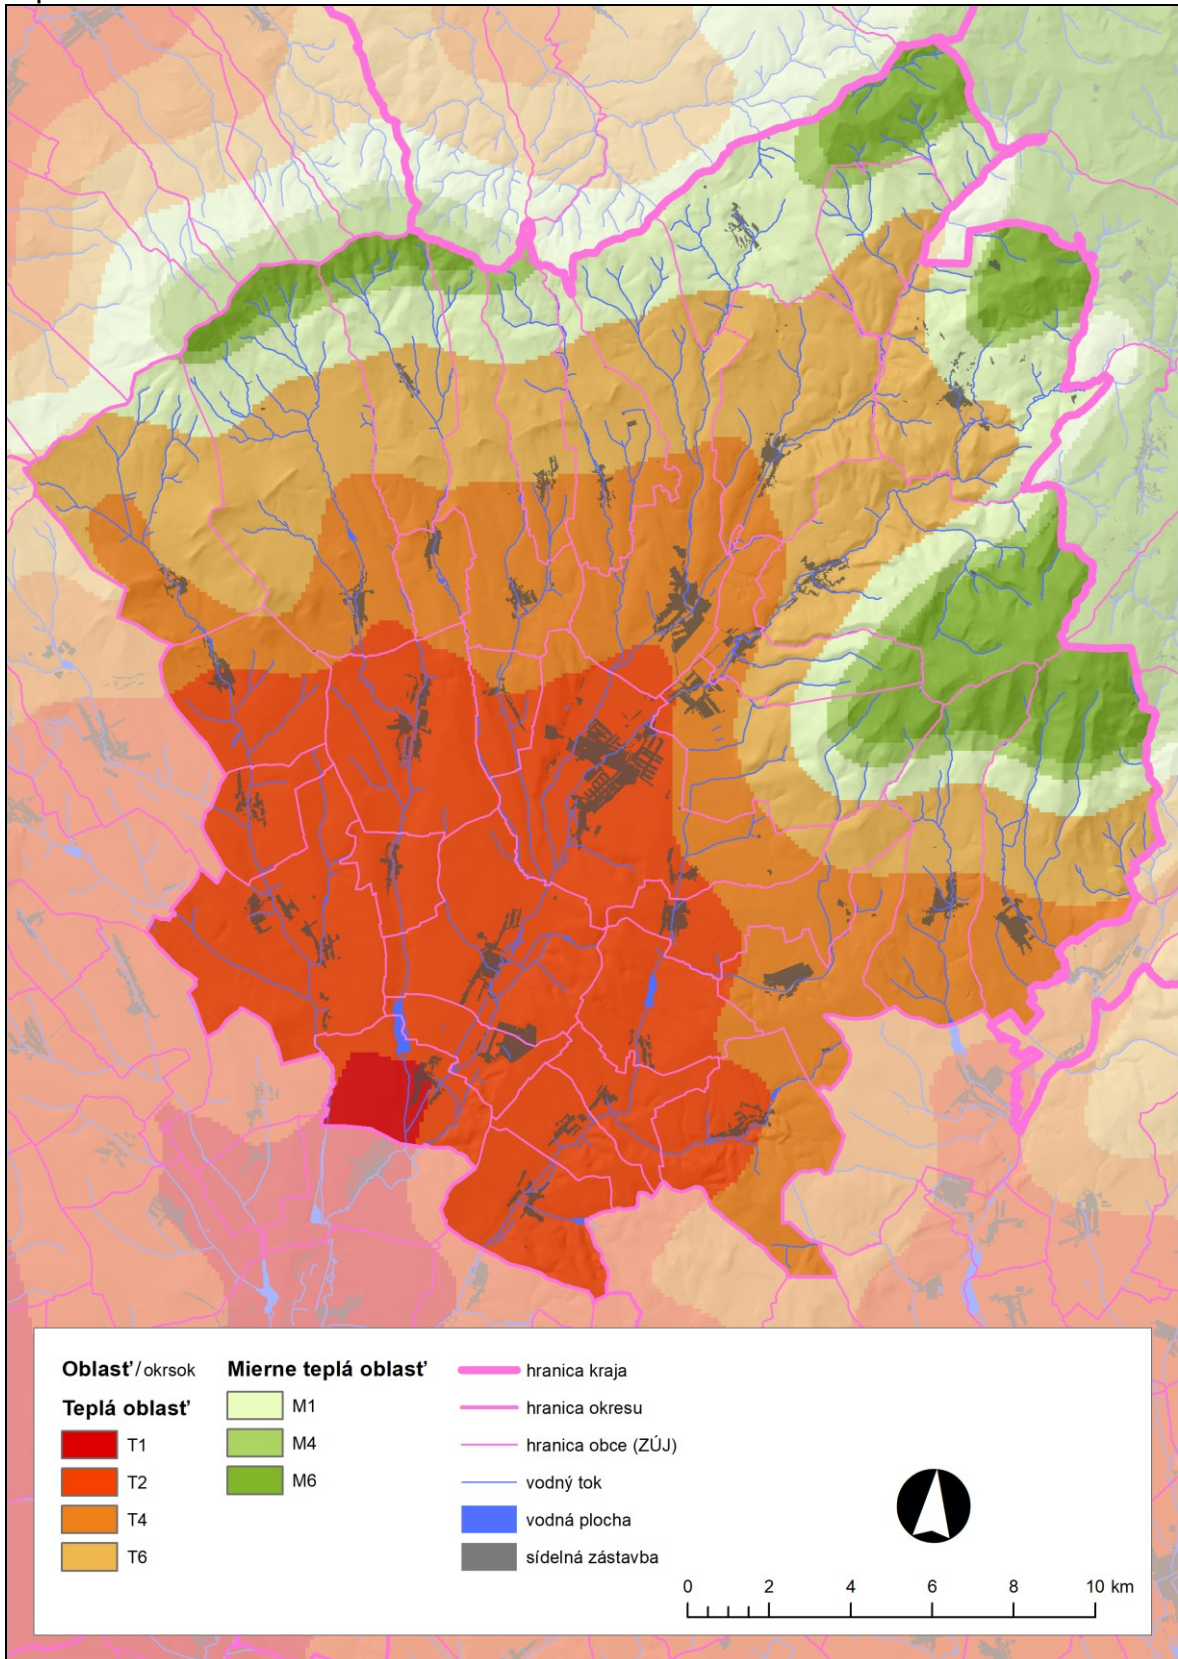 Oblasť / okrsok
Teplá oblasť
T1
T2
T4
T6
Mierne teplá oblasť
M1
M4
M6
hranica kraja
hranica okresu
hranica obce (ZÚJ)
vodný tok
vodná plocha
sídelná zástavba
0 2 4 6 8 10 km